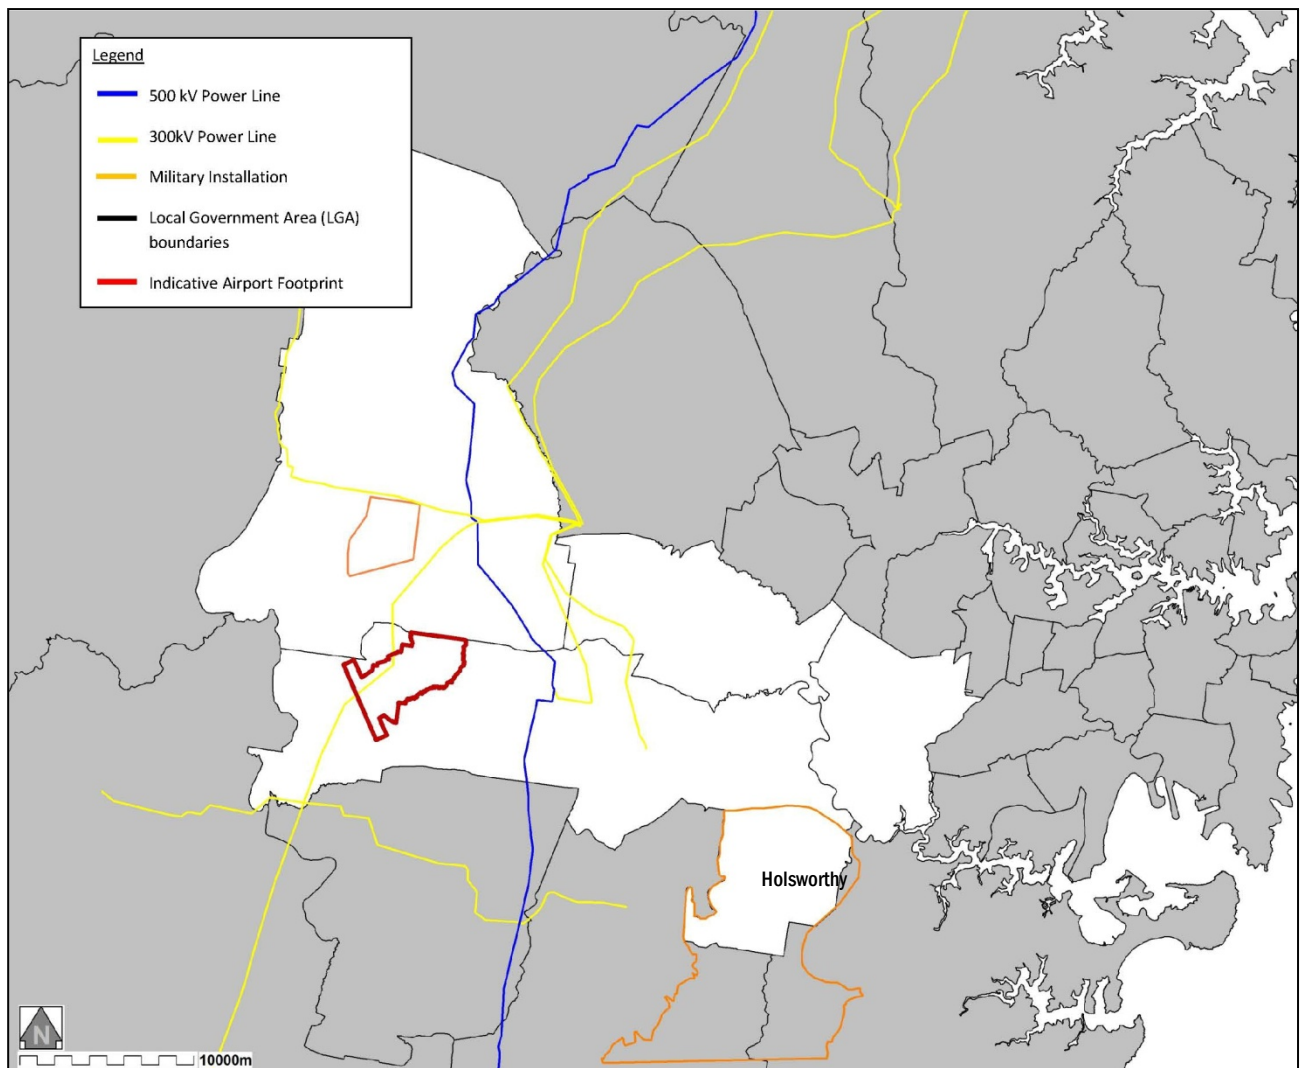 Legend
500 kV Power Line
300kV Power Line
Military Installation
Local Government Area (LGA)
boundaries
Indicative Airport Footprint
Holsworthy
N
10000m